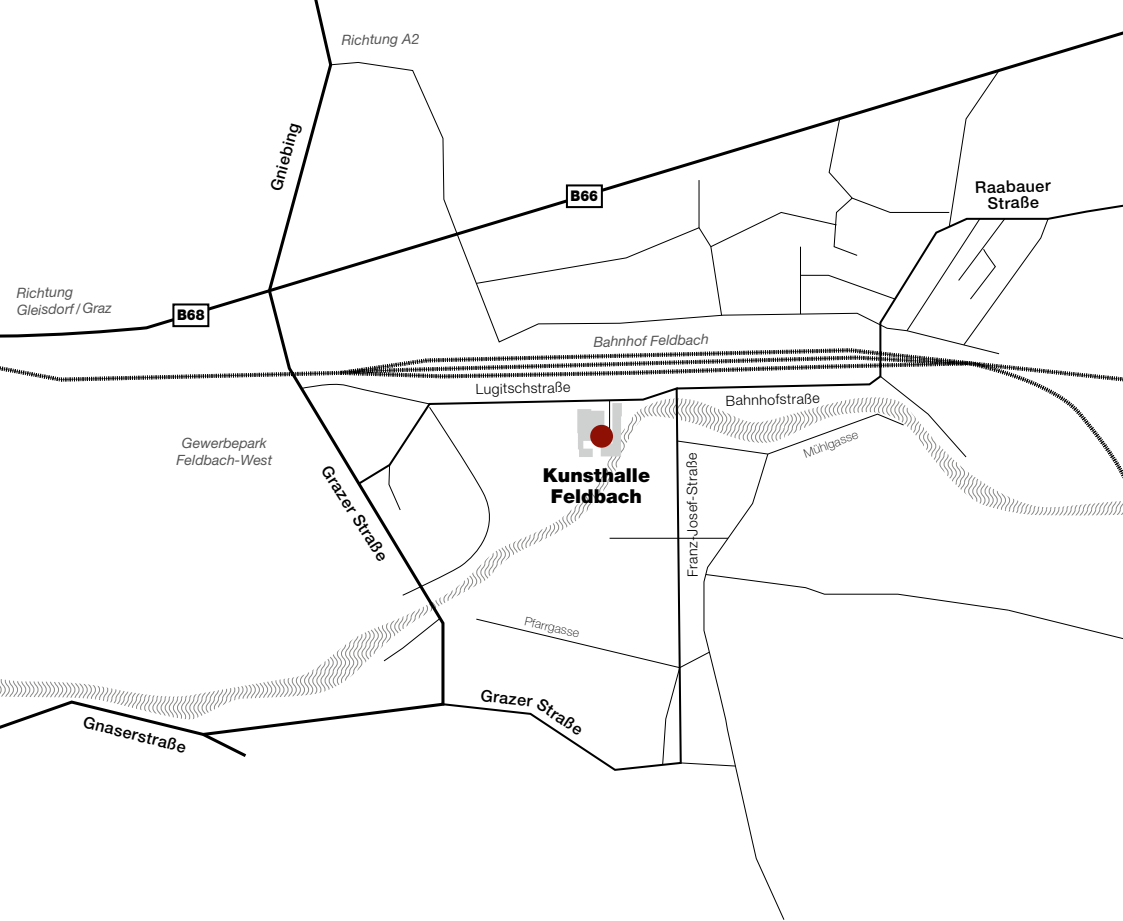 Richtung A2
Gniebing
B66
Raabauer
Straße
Richtung
Gleisdorf/Graz
B68
Bahnhof Feldbach
Lugitschstraße
Bahnhofstraße
Gewerbepark
Feldbach-West
Mühlgasse
Kunsthalle
Feldbach
Grazer Straße
Franz-Josef-Straße
Pfarrgasse
Grazer Straße
Gnaserstraße